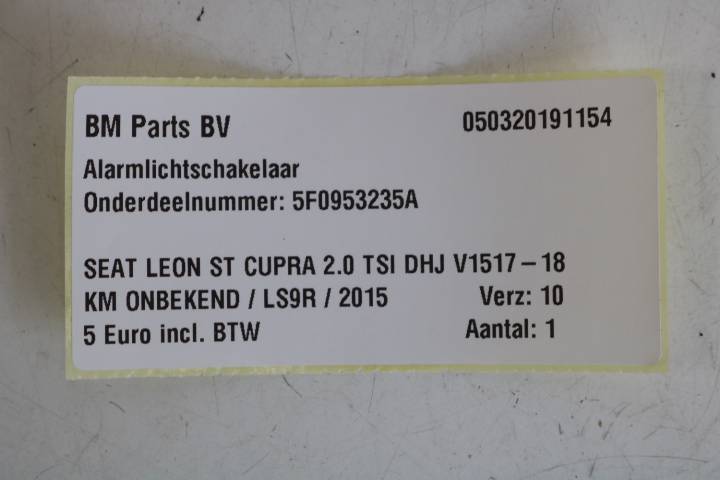 BM Parts BV 050320191154
Alarmlichtschakelaar
Onderdeelnummer: 5F0953235A
SEAT LEON ST CUPRA 2.0 TSI DHJ V1517-18
KM ONBEKEND / LS9R / 2015 Verz: 10
5 Euro incl. BTW Aantal: 1